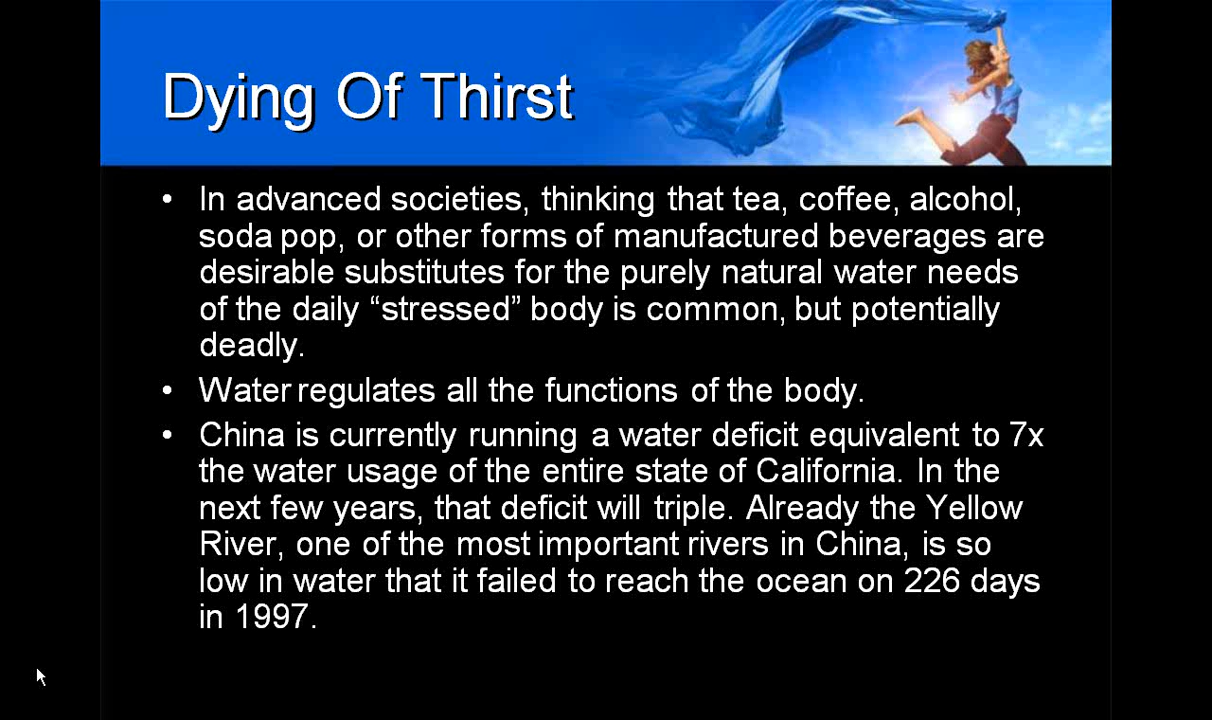 Dying Of Thirst
• In advanced societies, thinking that tea, coffee, alcohol,
soda pop, or other forms of manufactured beverages are
desirable substitutes for the purely natural water needs
of the daily “stressed” body is common, but potentially
deadly.
• Water regulates all the functions of the body.
• China is currently running a water deficit equivalent to 7x
the water usage of the entire state of California. In the
next few years, that deficit will triple. Already the Yellow
River, one of the most important rivers in China, is so
low in water that it failed to reach the ocean on 226 days
in 1997.